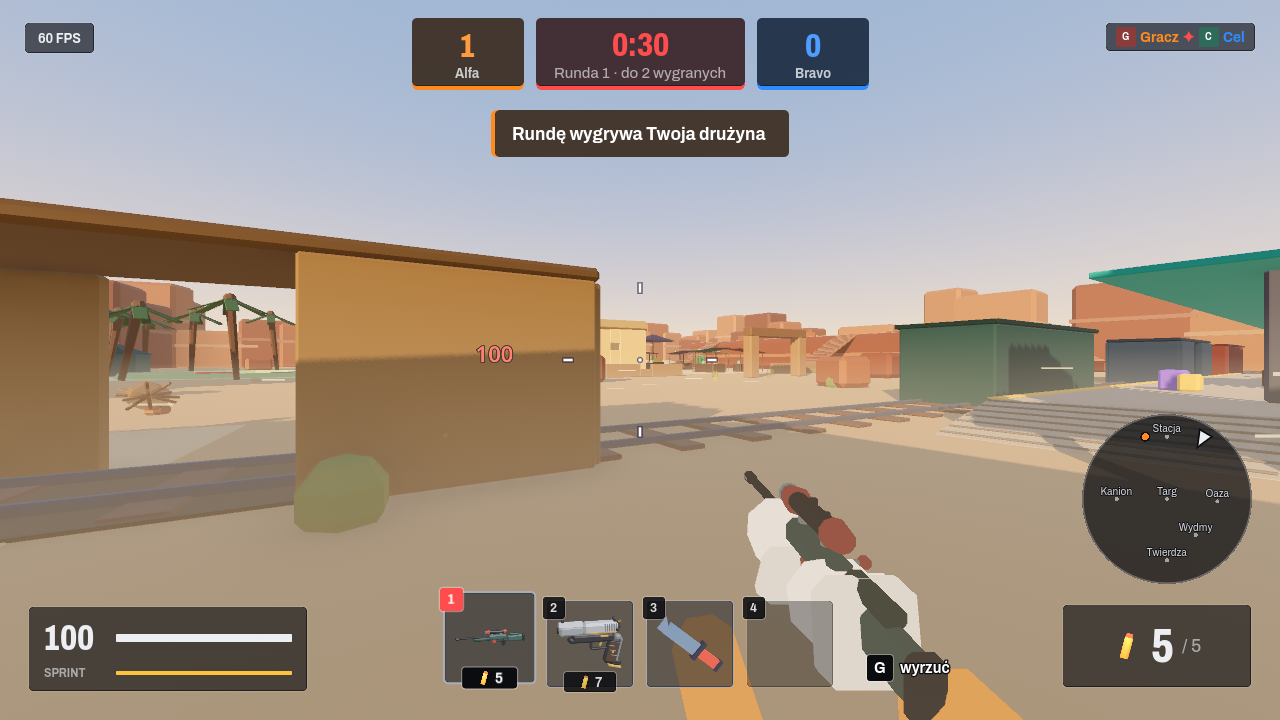 60 FPS
1
Alfa
0:30
Runda 1 · do 2 wygranych
0
Bravo
G Gracz C Cel
Rundę wygrywa Twoja drużyna
100
Stacja
Kanion
Targ
Oaza
Wydmy
Twierdza
100
SPRINT
1
5
2
7
3
4
G wyrzuć
5 / 5